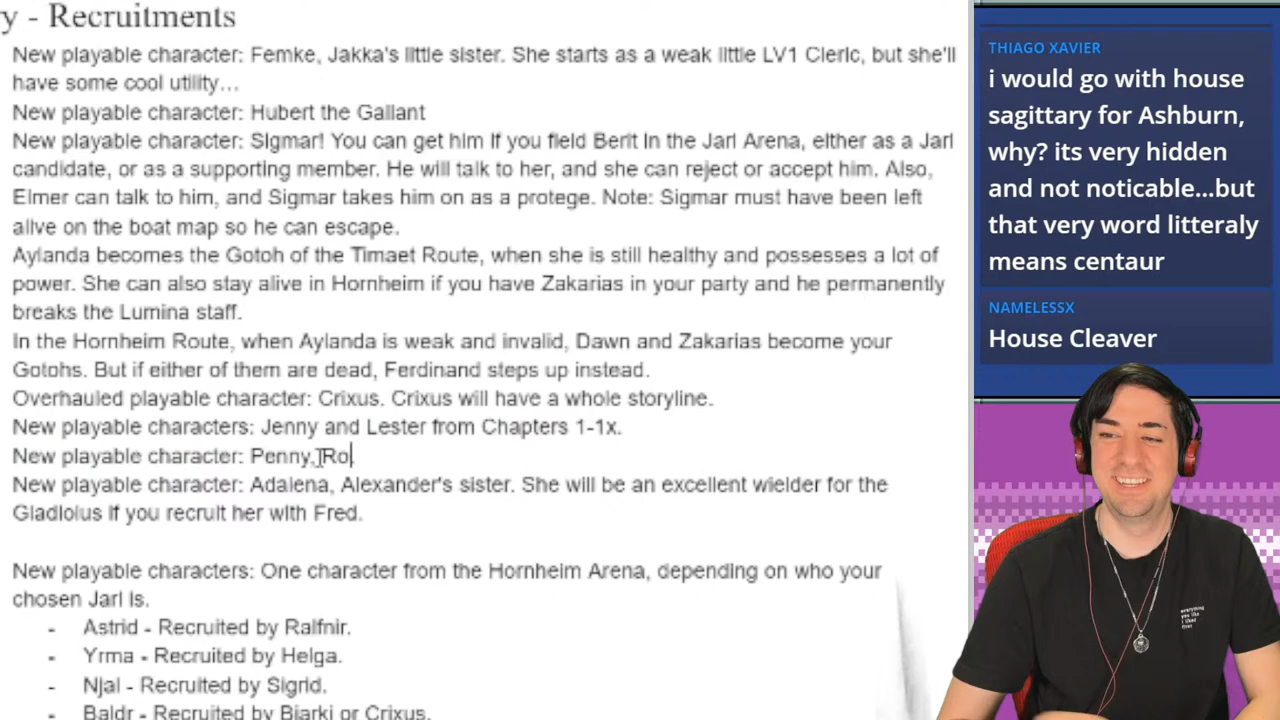 y - Recruitments
New playable character: Femke, Jakka's little sister. She starts as a weak little LV1 Cleric, but she'll
have some cool utility…
New playable character: Hubert the Gallant
New playable character: Sigmar! You can get him if you field Berit in the Jarl Arena, either as a Jarl
candidate, or as a supporting member. He will talk to her, and she can reject or accept him. Also,
Elmer can talk to him, and Sigmar takes him on as a protege. Note: Sigmar must have been left
alive on the boat map so he can escape.
Aylanda becomes the Gotoh of the Timaet Route, when she is still healthy and possesses a lot of
power. She can also stay alive in Hornheim if you have Zakarias in your party and he permanently
breaks the Lumina staff.
In the Hornheim Route, when Aylanda is weak and invalid, Dawn and Zakarias become your
Gotohs. But if either of them are dead, Ferdinand steps up instead.
Overhauled playable character: Crixus. Crixus will have a whole storyline.
New playable characters: Jenny and Lester from Chapters 1-1x.
New playable character: Penny, Ro
New playable character: Adalena, Alexander's sister. She will be an excellent wielder for the
Gladiolus if you recruit her with Fred.
New playable characters: One character from the Hornheim Arena, depending on who your
chosen Jarl is.
- Astrid - Recruited by Ralfnir.
- Yrma - Recruited by Helga.
- Njal - Recruited by Sigrid.
- Baldr - Recruited by Bjarki or Crixus.
THIAGO XAVIER
i would go with house
sagittary for Ashburn,
why? its very hidden
and not noticable...but
that very word litteraly
means centaur
NAMELESSX
House Cleaver
everything
you like
i liked
first